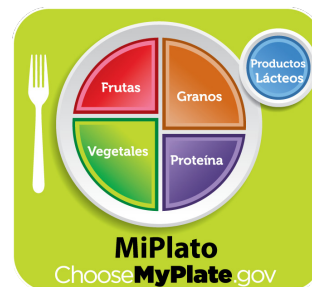 Productos
Lácteos
Frutas
Granos
Vegetales
Proteína
MiPlato
ChooseMyPlate.gov